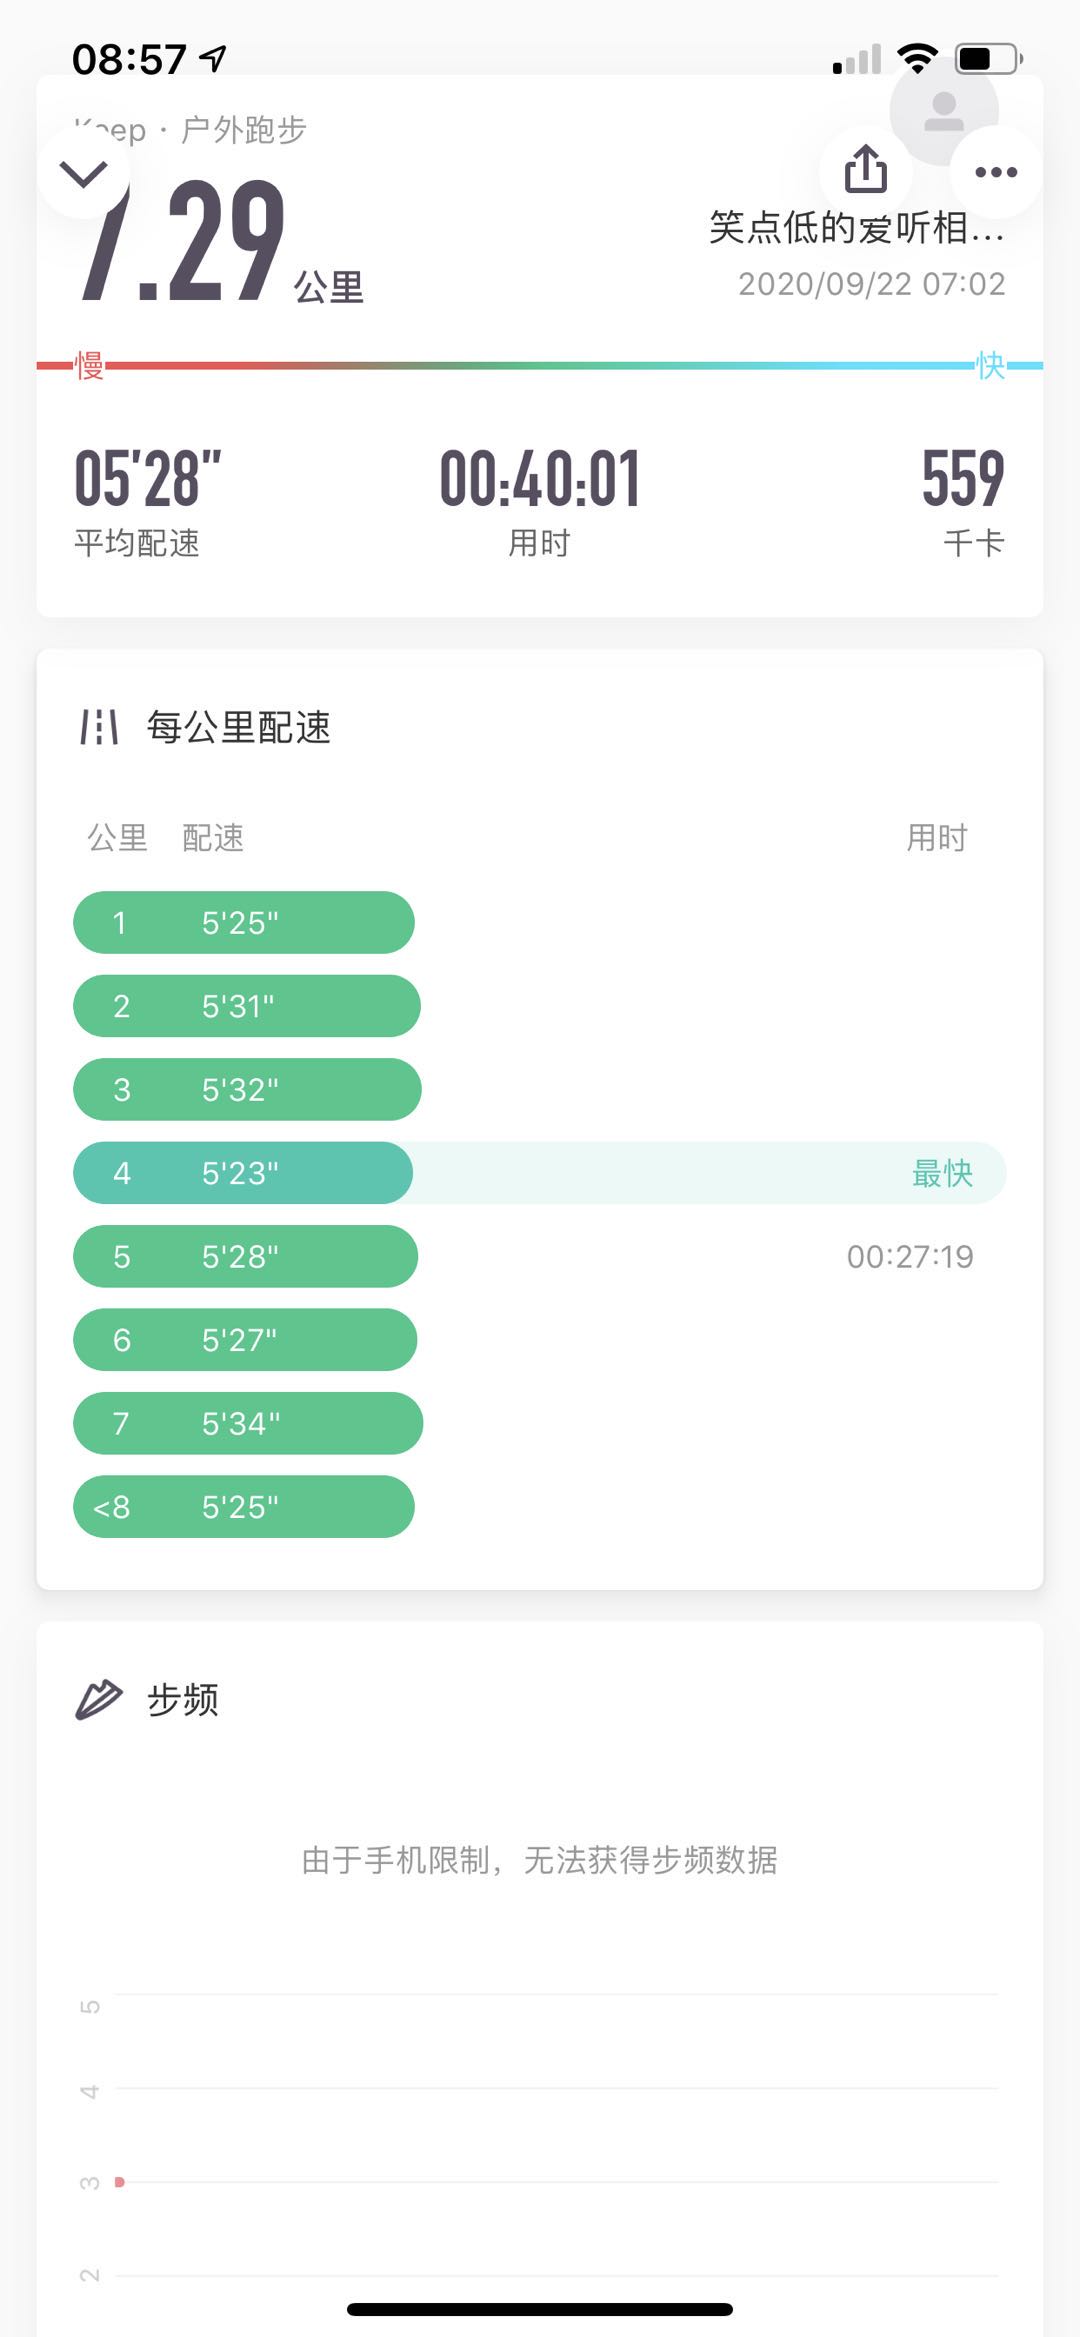 08:57
Keep · 户外跑步
7.29公里
笑点低的爱听相...
2020/09/22 07:02
慢 快
05'28" 00:40:01 559
平均配速 用时 千卡
每公里配速
公里 配速 用时
1 5'25"
2 5'31"
3 5'32"
4 5'23" 最快
5 5'28" 00:27:19
6 5'27"
7 5'34"
<8 5'25"
步频
由于手机限制，无法获得步频数据
5
4
3
2